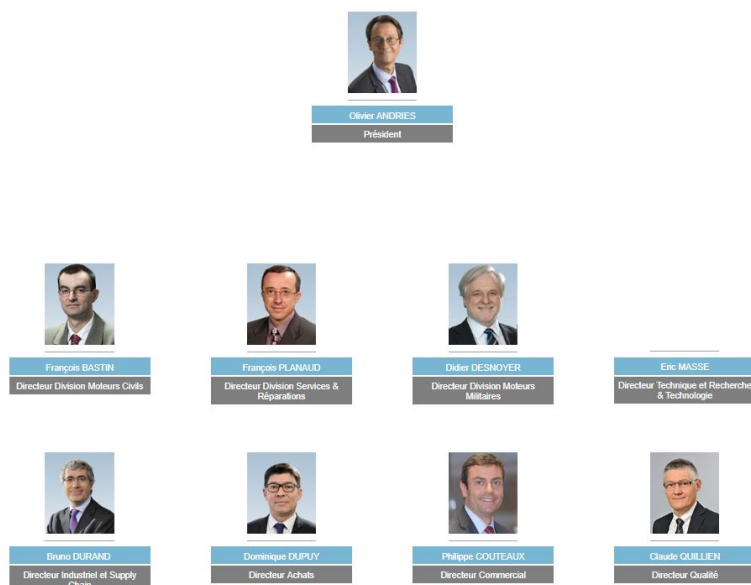 Olivier ANDRIES
Président
François BASTIN
Directeur Division Moteurs Civils
François PLANAUD
Directeur Division Services &
Réparations
Didier DESNOYER
Directeur Division Moteurs
Militaires
Eric MASSE
Directeur Technique et Recherche
& Technologie
Bruno DURAND
Directeur Industriel et Supply
Chain
Dominique DUPUY
Directeur Achats
Philippe COUTEAUX
Directeur Commercial
Claude QUILLIEN
Directeur Qualité